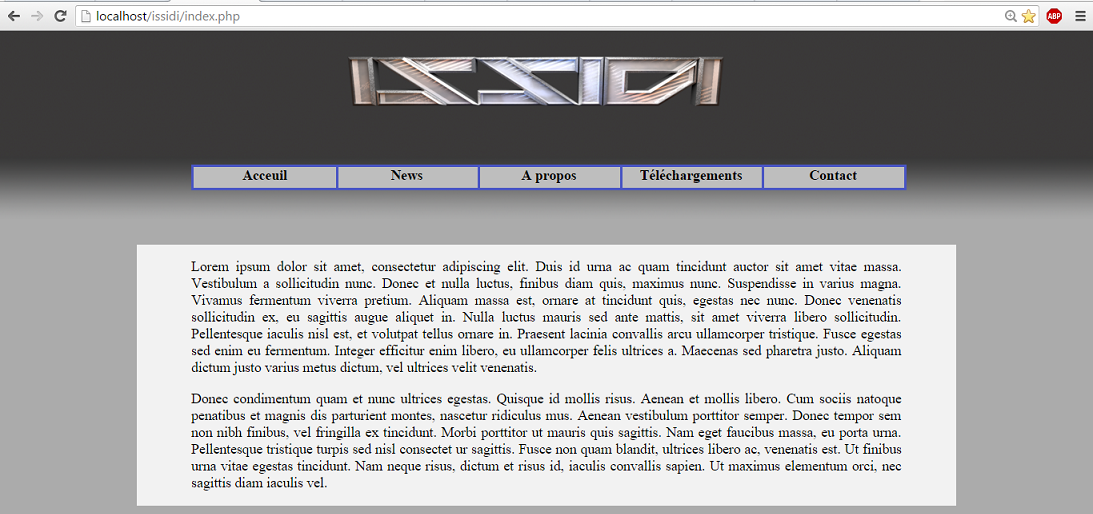 localhost/issidi/index.php
ABP
ISSIDI
Acceuil News A propos Téléchargements Contact
Lorem ipsum dolor sit amet, consectetur adipiscing elit. Duis id urna ac quam tincidunt auctor sit amet vitae massa.
Vestibulum a sollicitudin nunc. Donec et nulla luctus, finibus diam quis, maximus nunc. Suspendisse in varius magna.
Vivamus fermentum viverra pretium. Aliquam massa est, ornare at tincidunt quis, egestas nec nunc. Donec venenatis
sollicitudin ex, eu sagittis augue aliquet in. Nulla luctus mauris sed ante mattis, sit amet viverra libero sollicitudin.
Pellentesque iaculis nisl est, et volutpat tellus ornare in. Praesent lacinia convallis arcu ullamcorper tristique. Fusce egestas
sed enim eu fermentum. Integer efficitur enim libero, eu ullamcorper felis ultrices a. Maecenas sed pharetra justo. Aliquam
dictum justo varius metus dictum, vel ultrices velit venenatis.
Donec condimentum quam et nunc ultrices egestas. Quisque id mollis risus. Aenean et mollis libero. Cum sociis natoque
penatibus et magnis dis parturient montes, nascetur ridiculus mus. Aenean vestibulum porttitor semper. Donec tempor sem
non nibh finibus, vel fringilla ex tincidunt. Morbi porttitor ut mauris quis sagittis. Nam eget faucibus massa, eu porta urna.
Pellentesque tristique turpis sed nisl consectet ur sagittis. Fusce non quam blandit, ultrices libero ac, venenatis est. Ut finibus
urna vitae egestas tincidunt. Nam neque risus, dictum et risus id, iaculis convallis sapien. Ut maximus elementum orci, nec
sagittis diam iaculis vel.